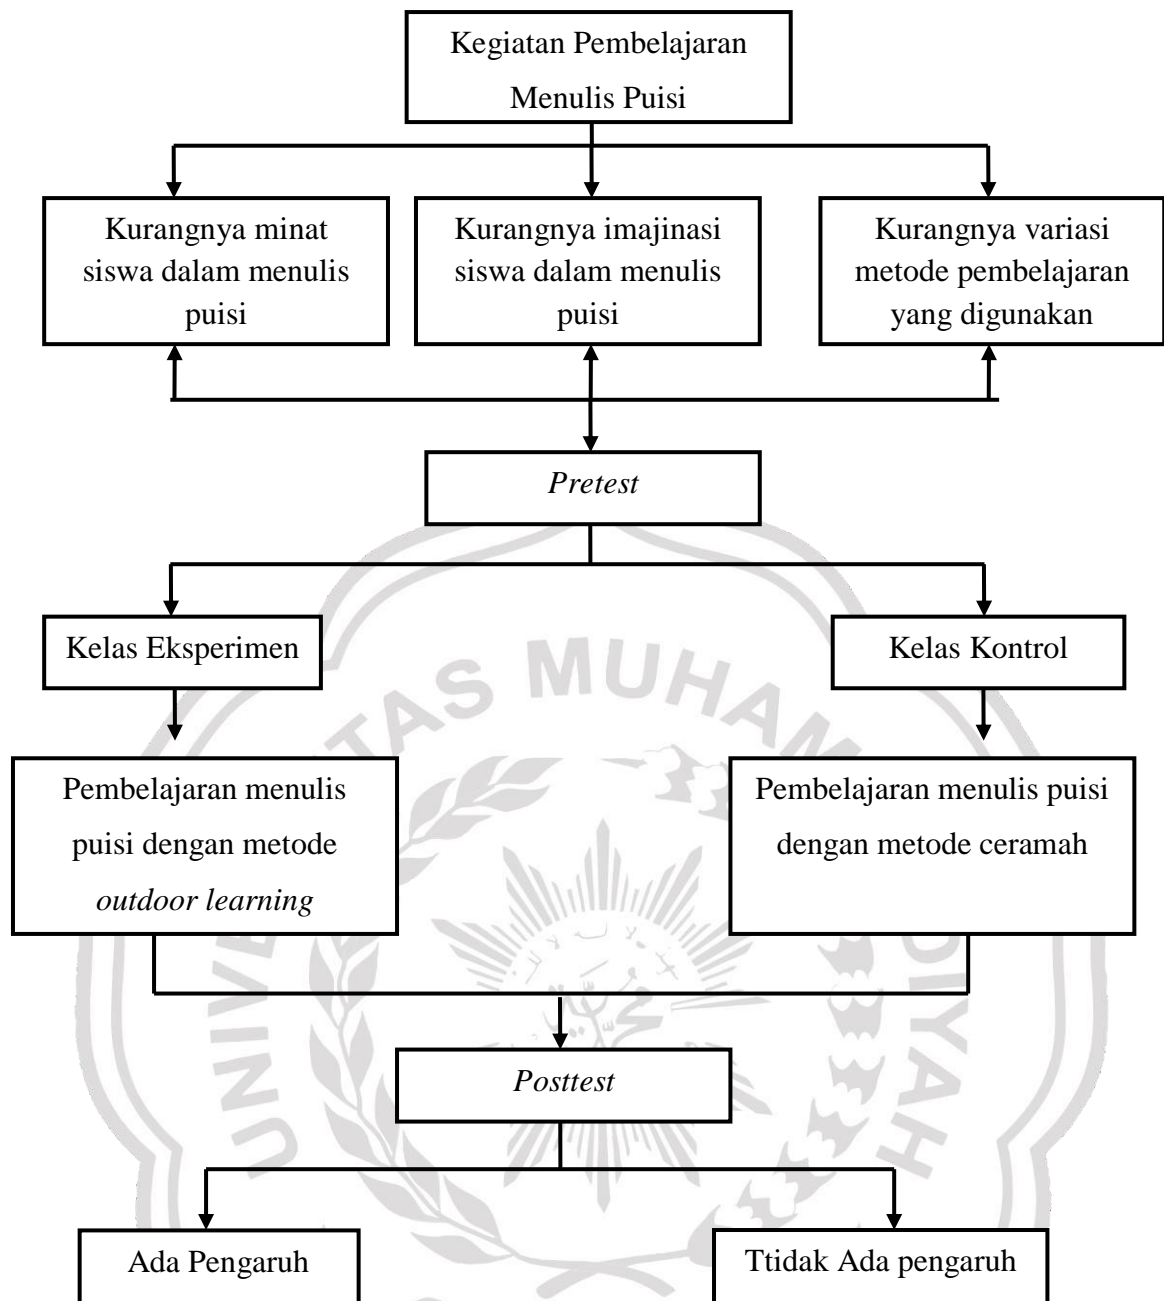 Kegiatan Pembelajaran
Menulis Puisi
Kurangnya minat
siswa dalam menulis
puisi
Kurangnya imajinasi
siswa dalam menulis
puisi
Kurangnya variasi
metode pembelajaran
yang digunakan
Pretest
Kelas Eksperimen
Kelas Kontrol
Pembelajaran menulis
puisi dengan metode
outdoor learning
Pembelajaran menulis puisi
dengan metode ceramah
Posttest
Ada Pengaruh
Ttidak Ada pengaruh